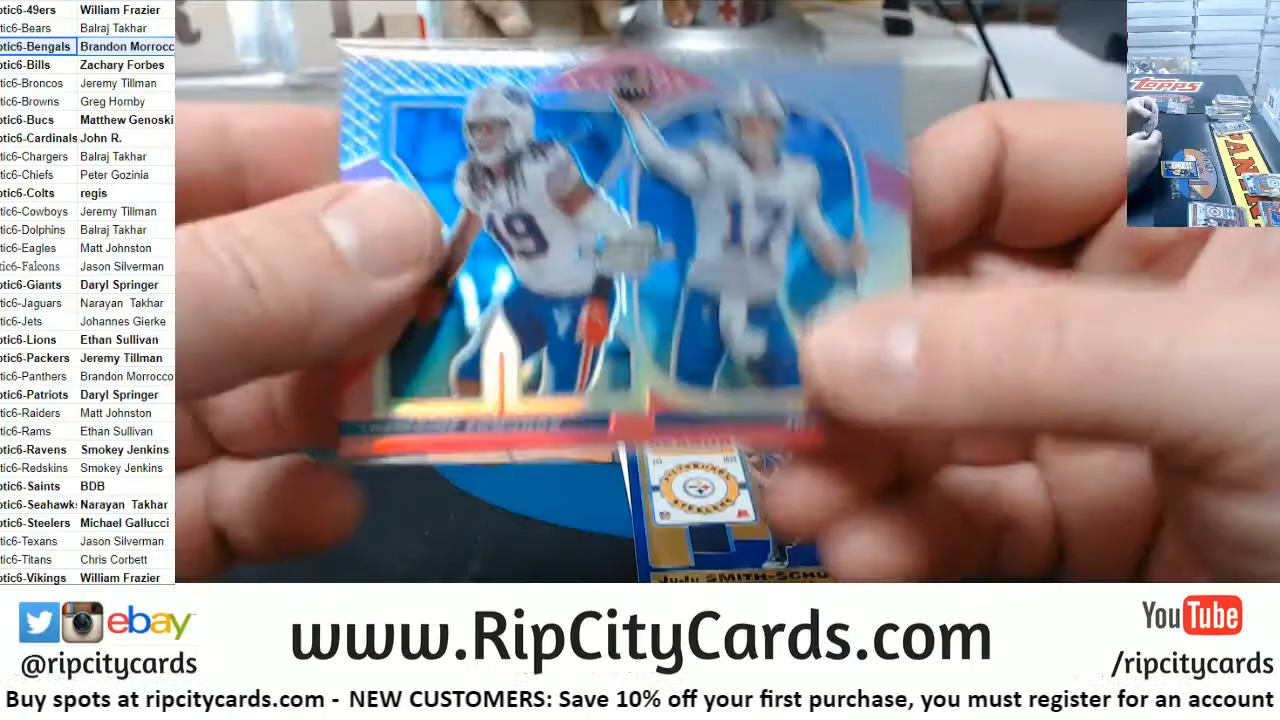 otic6-49ers William Frazier
tic6-Bears Balraj Takhar
otic6-Bengals Brandon Morrocc
otic6-Bills Zachary Forbes
tic6-Broncos Jeremy Tillman
tic6-Browns Greg Hornby
otic6-Bucs Matthew Genoski
otic6-Cardinals John R.
tic6-Chargers Balraj Takhar
tic6-Chiefs Peter Gozinia
otic6-Colts regis
tic6-Cowboys Jeremy Tillman
tic6-Dolphins Balraj Takhar
tic6-Eagles Matt Johnston
tic6-Falcons Jason Silverman
otic6-Giants Daryl Springer
tic6-Jaguars Narayan Takhar
tic6-Jets Johannes Gierke
otic6-Lions Ethan Sullivan
otic6-Packers Jeremy Tillman
tic6-Panthers Brandon Morrocco
otic6-Patriots Daryl Springer
tic6-Raiders Matt Johnston
tic6-Rams Ethan Sullivan
otic6-Ravens Smokey Jenkins
tic6-Redskins Smokey Jenkins
otic6-Saints BDB
otic6-Seahawks Narayan Takhar
otic6-Steelers Michael Gallucci
tic6-Texans Jason Silverman
tic6-Titans Chris Corbett
otic6-Vikings William Frazier
19
17
PITTSBURGH
STEELERS
JuJu SMITH-SCHU
Topps
PANINI
ebay
@ripcitycards
www.RipCityCards.com
YouTube
/ripcitycards
Buy spots at ripcitycards.com - NEW CUSTOMERS: Save 10% off your first purchase, you must register for an account